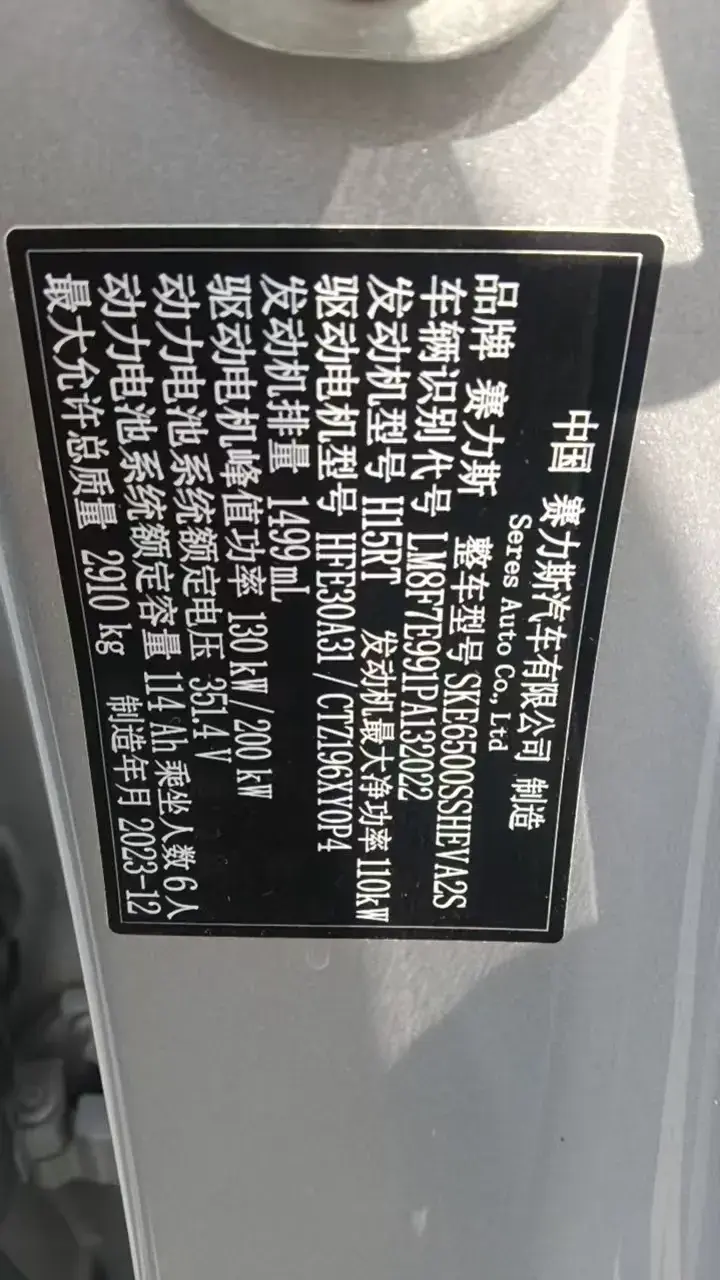 中国 赛力斯汽车有限公司 制造
Seres Auto Co., Ltd
品牌 赛力斯 整车型号 SKE6500SSHEVA2S
车辆识别代号 LM8F7E991PA132022
发动机型号 H15RT 发动机最大净功率 110kW
驱动电机型号 HFE30A31 / CTZ196XY0P4
发动机排量 1499 mL
驱动电机峰值功率 130 kW / 200 kW
动力电池系统额定电压 351.4 V
动力电池系统额定容量 114 Ah 乘坐人数 6 人
最大允许总质量 2910 kg 制造年月 2023-12